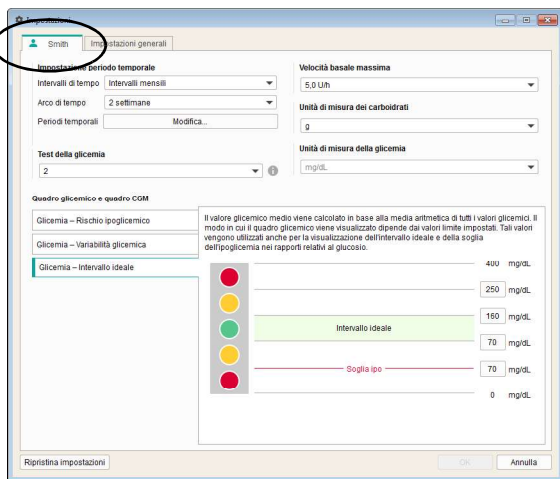 Impostazioni
Smith
Impostazioni generali
Impostazione periodo temporale
Intervalli di tempo Intervalli mensili
Arco di tempo 2 settimane
Periodi temporali Modifica...
Test della glicemia
2
Velocità basale massima
5,0 U/h
Unità di misura dei carboidrati
g
Unità di misura della glicemia
mg/dL
Quadro glicemico e quadro CGM
Glicemia – Rischio ipoglicemico
Glicemia – Variabilità glicemica
Glicemia – Intervallo ideale
Il valore glicemico medio viene calcolato in base alla media aritmetica di tutti i valori glicemici. Il
modo in cui il quadro glicemico viene visualizzato dipende dai valori limite impostati. Tali valori
vengono utilizzati anche per la visualizzazione dell'intervallo ideale e della soglia
dell'ipoglicemia nei rapporti relativi al glucosio.
400 mg/dL
250 mg/dL
160 mg/dL
Intervallo ideale
70 mg/dL
Soglia ipo 70 mg/dL
0 mg/dL
Ripristina impostazioni
OK
Annulla